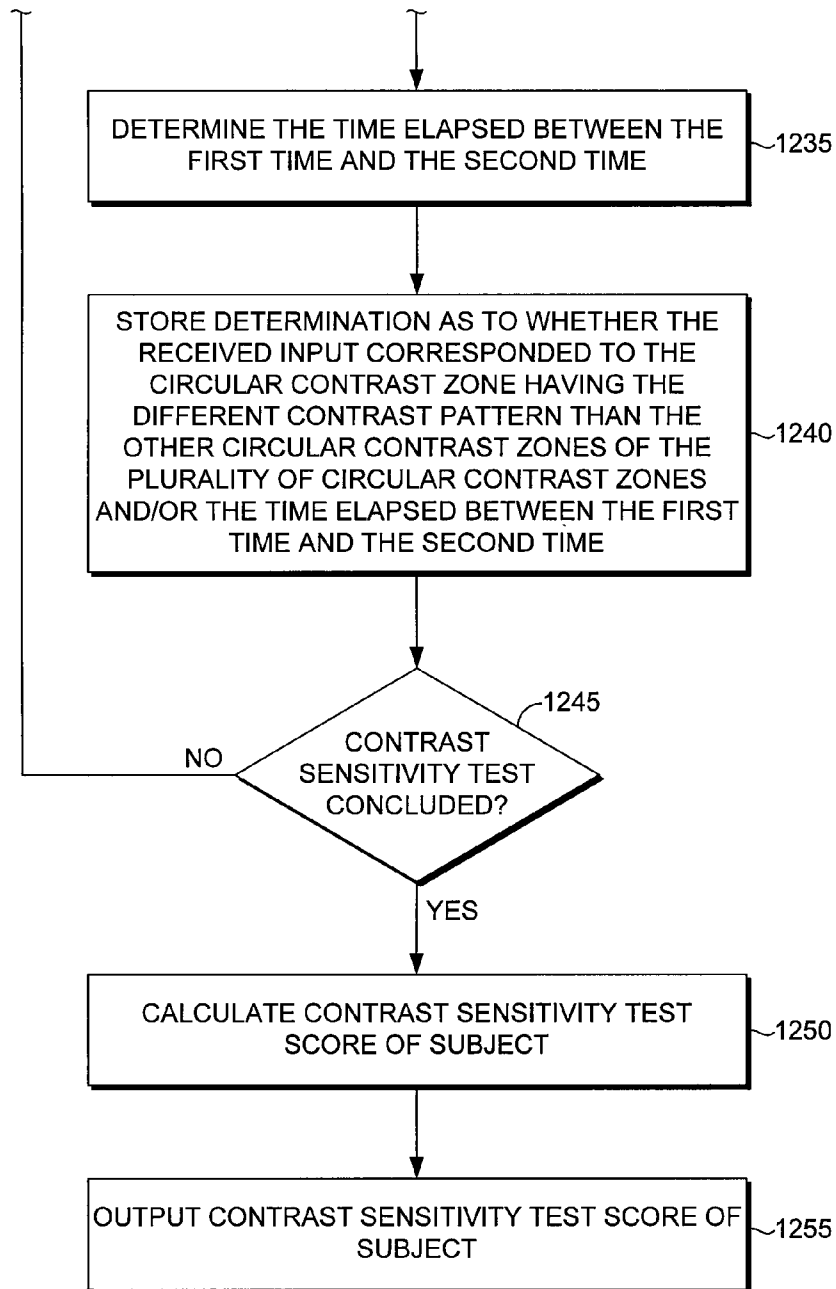 DETERMINE THE TIME ELAPSED BETWEEN THE
FIRST TIME AND THE SECOND TIME
1235
STORE DETERMINATION AS TO WHETHER THE
RECEIVED INPUT CORRESPONDED TO THE
CIRCULAR CONTRAST ZONE HAVING THE
DIFFERENT CONTRAST PATTERN THAN THE
OTHER CIRCULAR CONTRAST ZONES OF THE
PLURALITY OF CIRCULAR CONTRAST ZONES
AND/OR THE TIME ELAPSED BETWEEN THE FIRST
TIME AND THE SECOND TIME
1240
1245
CONTRAST
SENSITIVITY TEST
CONCLUDED?
NO
YES
CALCULATE CONTRAST SENSITIVITY TEST
SCORE OF SUBJECT
1250
OUTPUT CONTRAST SENSITIVITY TEST SCORE OF
SUBJECT
1255